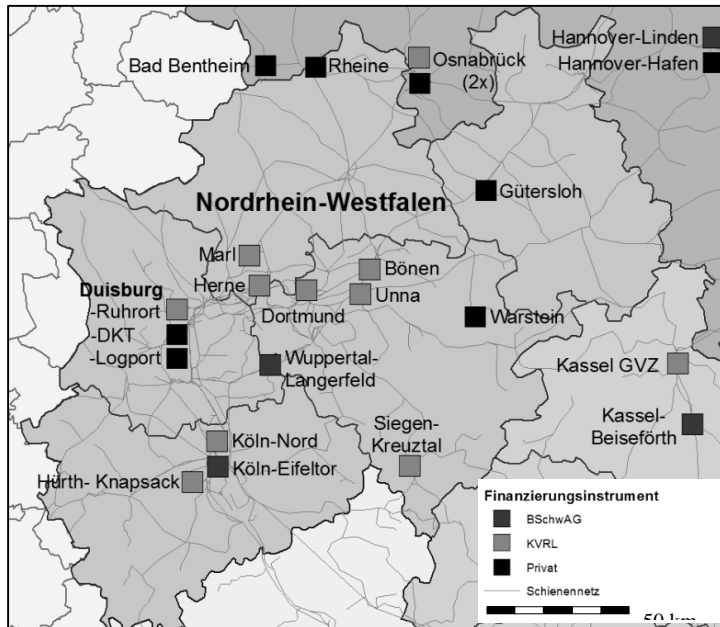 Hannover-Linden
Bad Bentheim
Rheine
Osnabrück
(2x)
Hannover-Hafen
Nordrhein-Westfalen
Gütersloh
Marl
Herne
Bönen
Unna
Duisburg
-Ruhrort
-DKT
-Logport
Dortmund
Warstein
Wuppertal-
Langerfeld
Kassel GVZ
Kassel-
Beiseförth
Siegen-
Kreuztal
Köln-Nord
Köln-Eifeltor
Hürth- Knapsack
Finanzierungsinstrument
BSchwAG
KVRL
Privat
Schienennetz
50 km